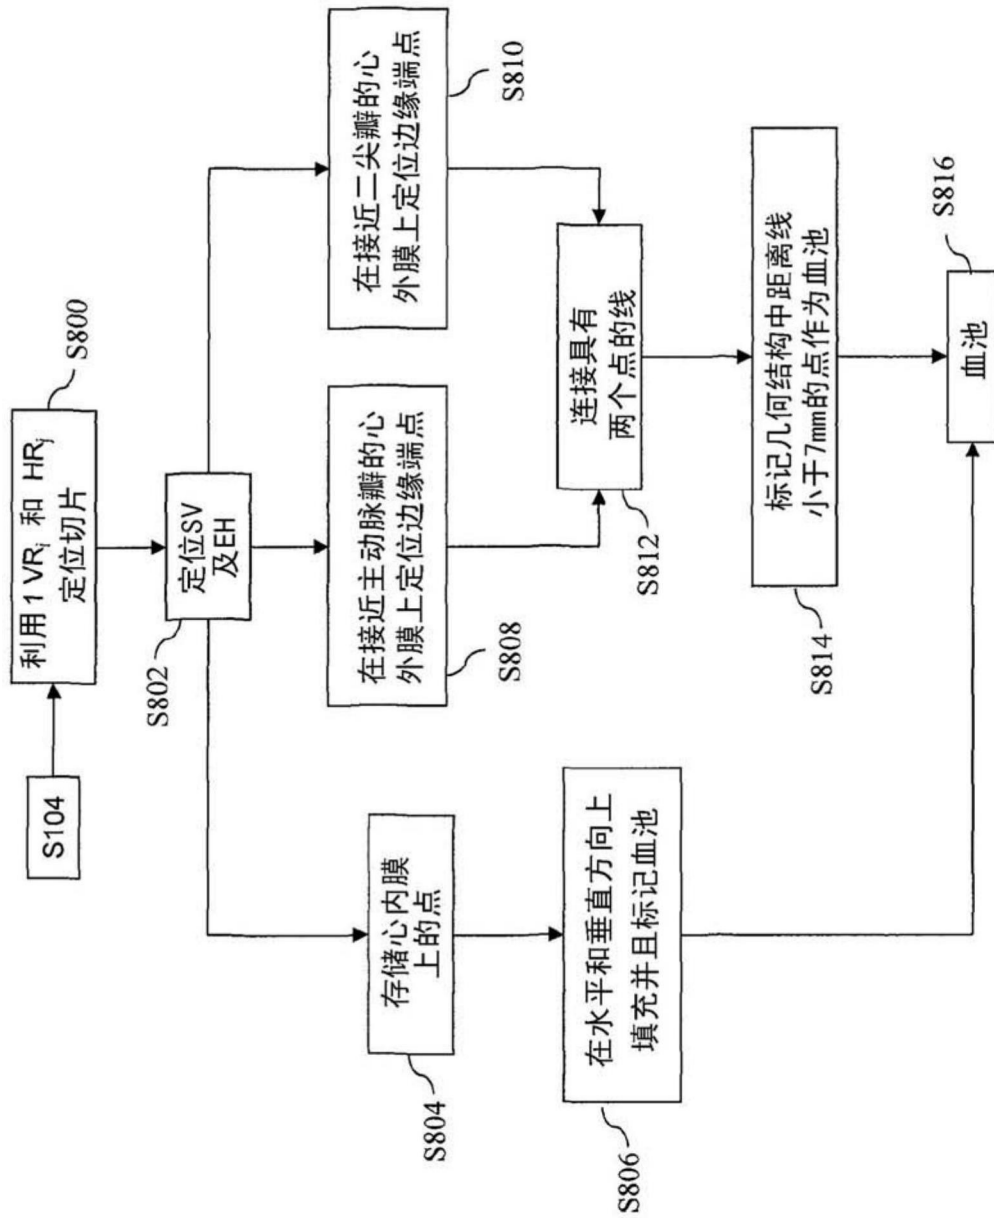 S104
利用1 VRi 和 HRj
定位切片
S800
定位SV
及EH
S802
存储心内膜
上的点
S804
在水平和垂直方向上
填充并且标记血池
S806
在接近主动脉瓣的心
外膜上定位边缘端点
S808
在接近二尖瓣的心
外膜上定位边缘端点
S810
连接具有
两个点的线
S812
标记几何结构中距离线
小于7mm的点作为血池
S814
血池
S816